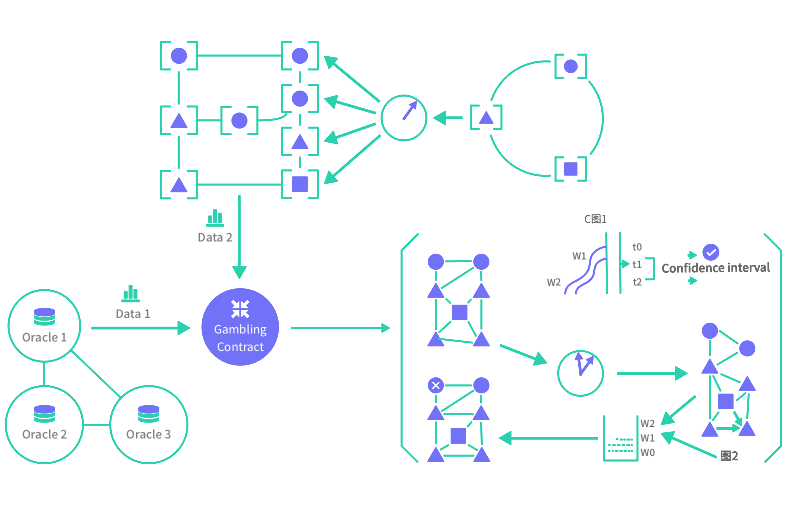 C图1
W1
W2
t0
t1
t2
Confidence interval
Data 2
Data 1
Oracle 1
Gambling
Contract
Oracle 2
Oracle 3
W2
W1
W0
图2